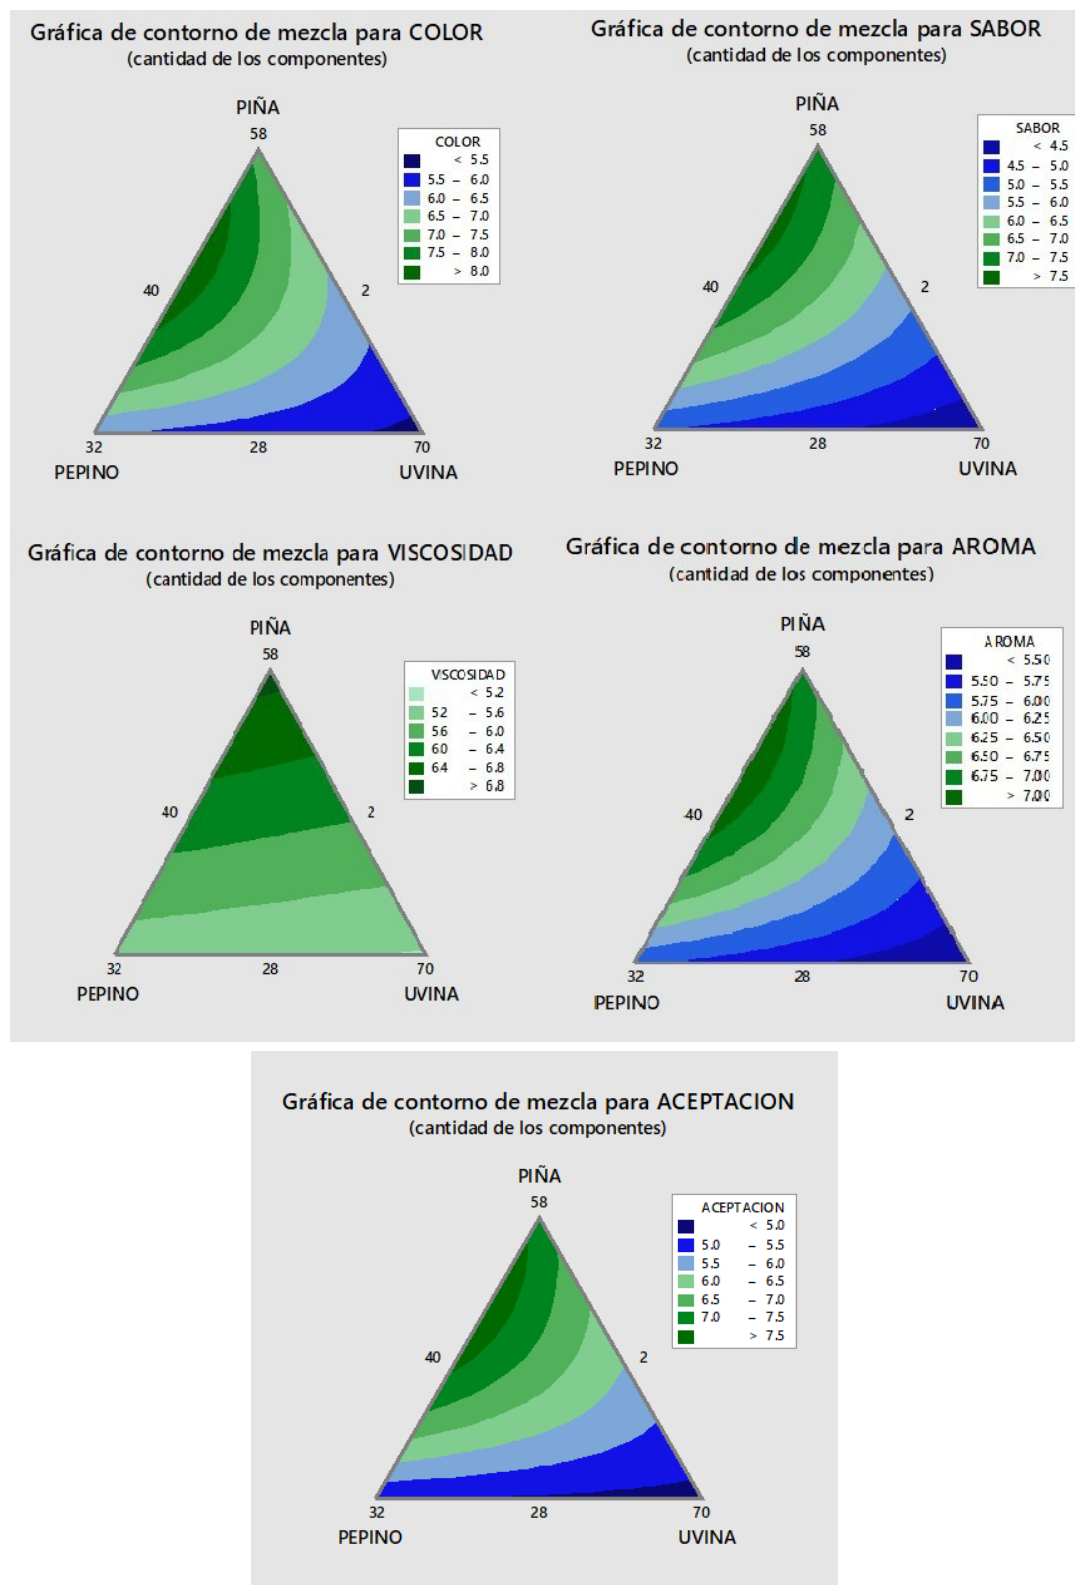 Gráfica de contorno de mezcla para COLOR
(cantidad de los componentes)
PIÑA
58
COLOR
< 5.5
5.5 – 6.0
6.0 – 6.5
6.5 – 7.0
7.0 – 7.5
7.5 – 8.0
> 8.0
40
2
32
28
70
PEPINO
UVINA
Gráfica de contorno de mezcla para SABOR
(cantidad de los componentes)
PIÑA
58
SABOR
< 4.5
4.5 – 5.0
5.0 – 5.5
5.5 – 6.0
6.0 – 6.5
6.5 – 7.0
7.0 – 7.5
> 7.5
40
2
32
28
70
PEPINO
UVINA
Gráfica de contorno de mezcla para VISCOSIDAD
(cantidad de los componentes)
PIÑA
58
VISCOSIDAD
< 5.2
52 – 5.6
56 – 6.0
60 – 6.4
64 – 6.8
> 6.8
40
2
32
28
70
PEPINO
UVINA
Gráfica de contorno de mezcla para AROMA
(cantidad de los componentes)
PIÑA
58
AROMA
< 5.50
5.50 – 5.75
5.75 – 6.00
6.00 – 6.25
6.25 – 6.50
6.50 – 6.75
6.75 – 7.00
> 7.00
40
2
32
28
70
PEPINO
UVINA
Gráfica de contorno de mezcla para ACEPTACION
(cantidad de los componentes)
PIÑA
58
ACEPTACION
< 5.0
5.0 – 5.5
5.5 – 6.0
6.0 – 6.5
6.5 – 7.0
7.0 – 7.5
> 7.5
40
2
32
28
70
PEPINO
UVINA